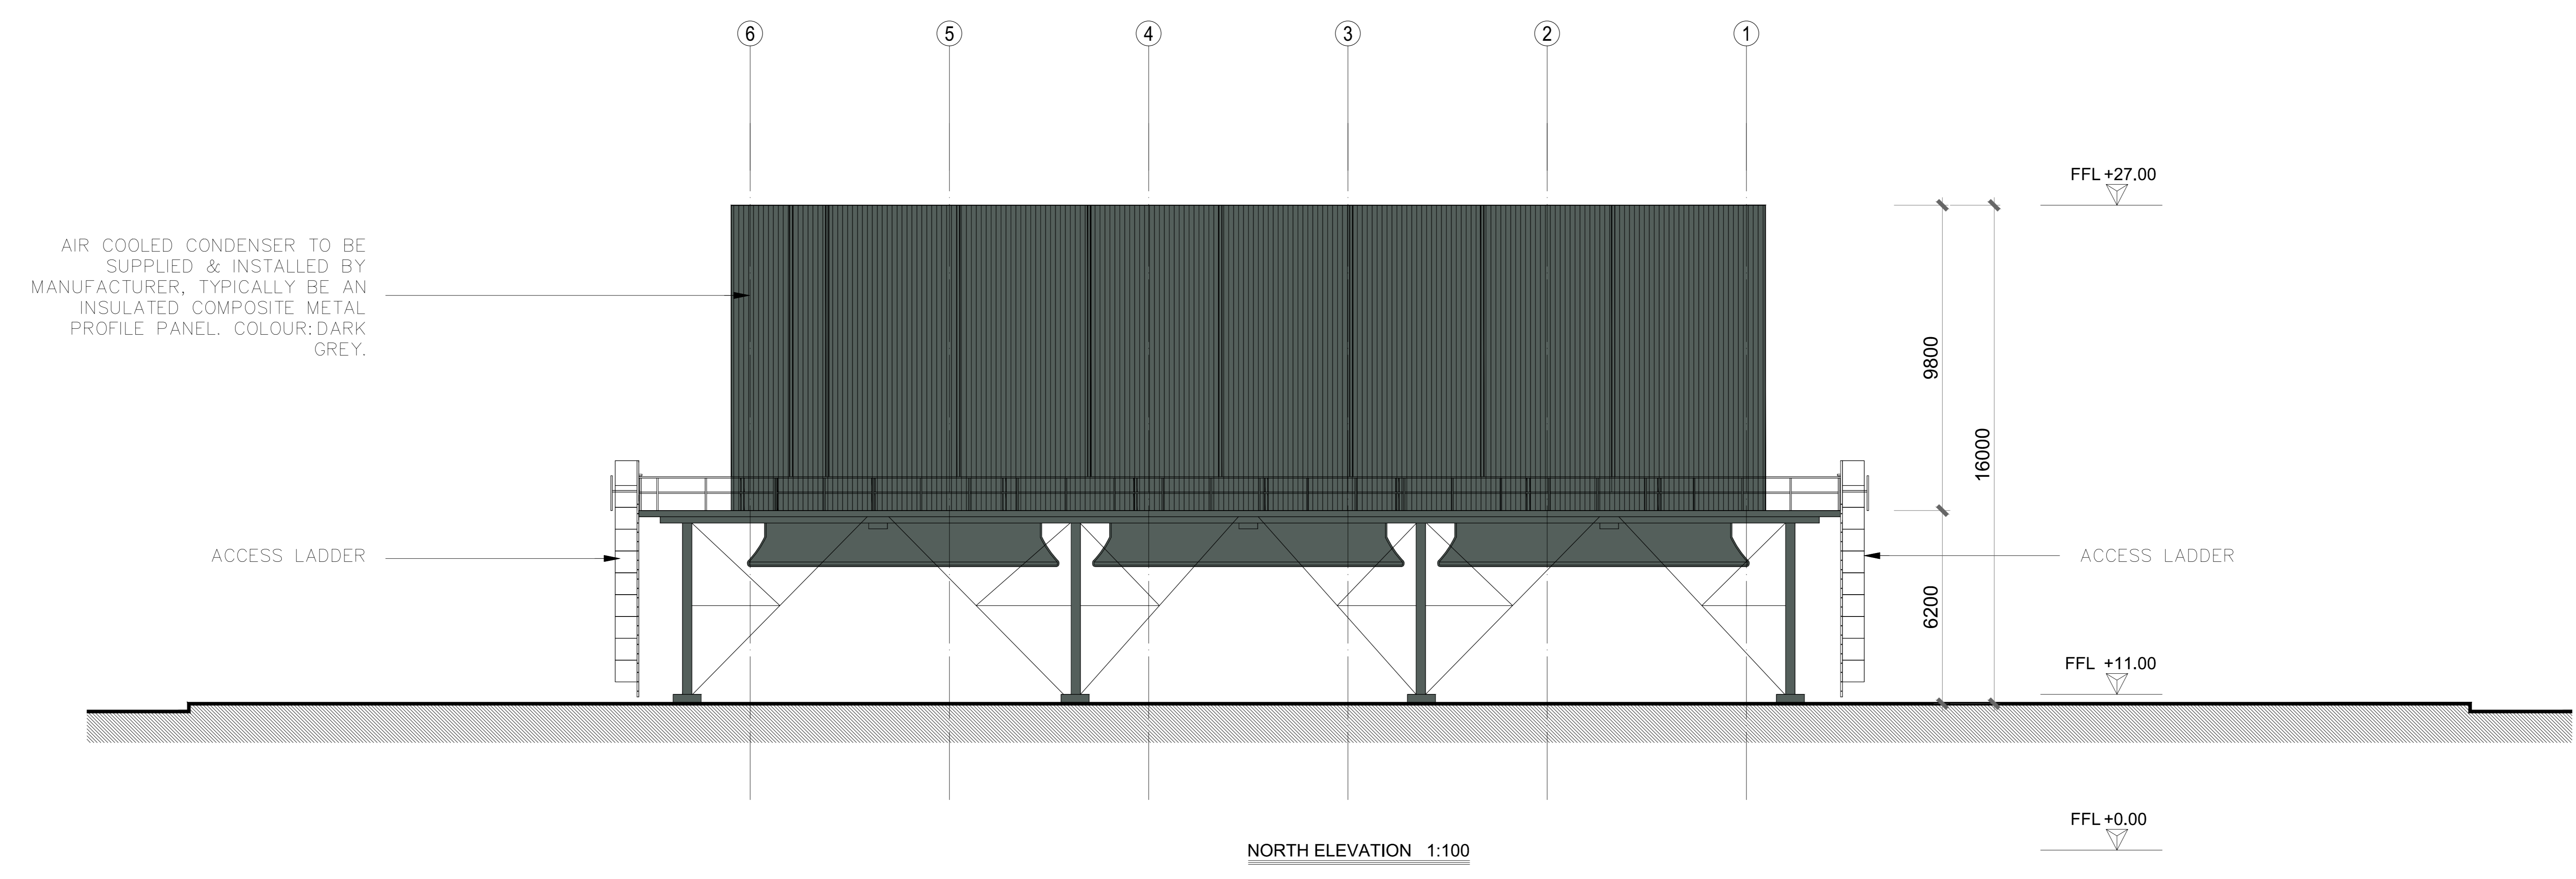 6 5 4 3 2 1
FFL +27.00
AIR COOLED CONDENSER TO BE
SUPPLIED & INSTALLED BY
MANUFACTURER, TYPICALLY BE AN
INSULATED COMPOSITE METAL
PROFILE PANEL. COLOUR:DARK
GREY.
9800
16000
ACCESS LADDER
ACCESS LADDER
6200
FFL +11.00
FFL +0.00
NORTH ELEVATION 1:100